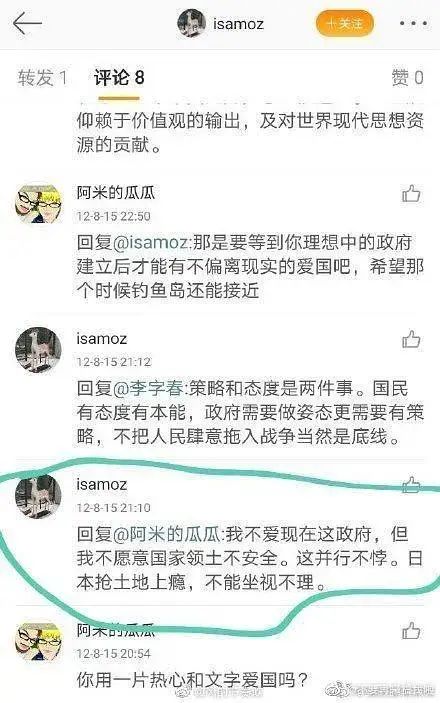 isamoz
+关注
转发 1
评论 8
赞 0
仰赖于价值观的输出，及对世界现代思想资
源的贡献。
阿米的瓜瓜
12-8-15 22:50
回复@isamoz:那是要等到你理想中的政府
建立后才能有不偏离现实的爱国吧，希望那
个时候钓鱼岛还能接近
isamoz
12-8-15 21:12
回复@李字春:策略和态度是两件事。国民
有态度有本能，政府需要做姿态更需要有策
略，不把人民肆意拖入战争当然是底线。
isamoz
12-8-15 21:10
回复@阿米的瓜瓜:我不爱现在这政府，但
我不愿意国家领土不安全。这并行不悖。日
本抢土地上瘾，不能坐视不理。
阿米的瓜瓜
12-8-15 20:54
你用一片热心和文字爱国吗？